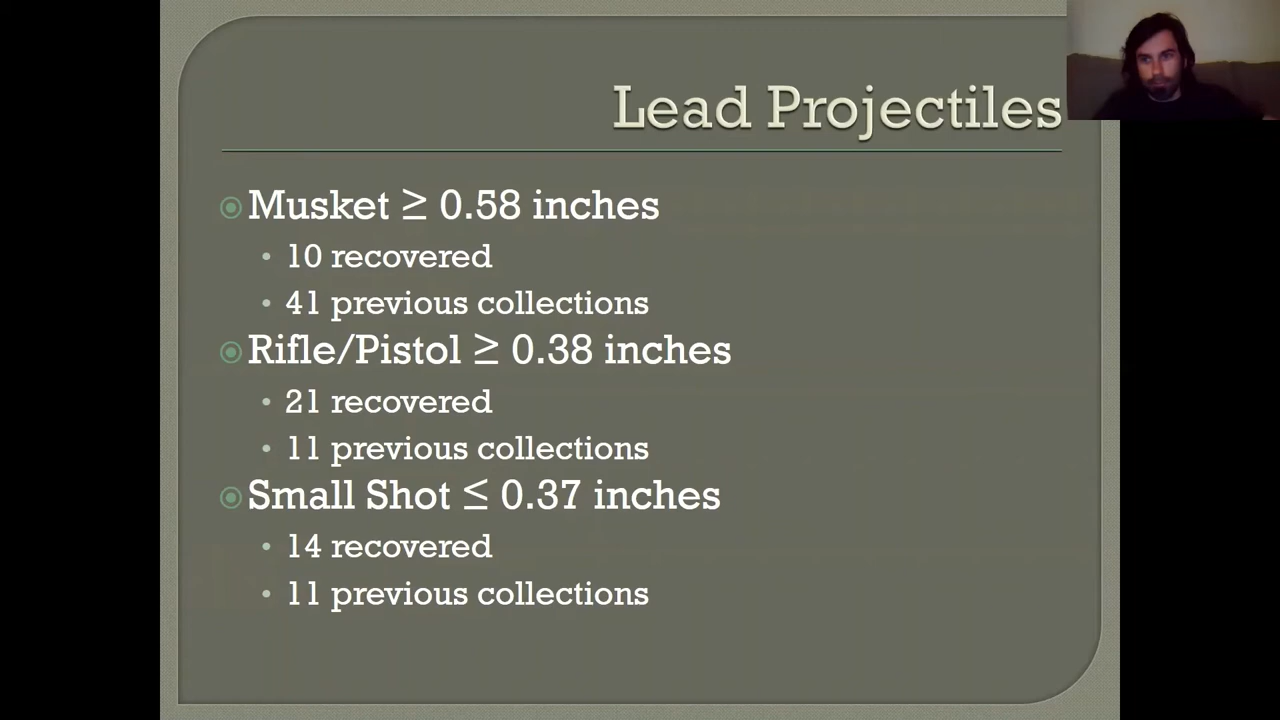 Lead Projectiles
Musket ≥ 0.58 inches
10 recovered
41 previous collections
Rifle/Pistol ≥ 0.38 inches
21 recovered
11 previous collections
Small Shot ≤ 0.37 inches
14 recovered
11 previous collections